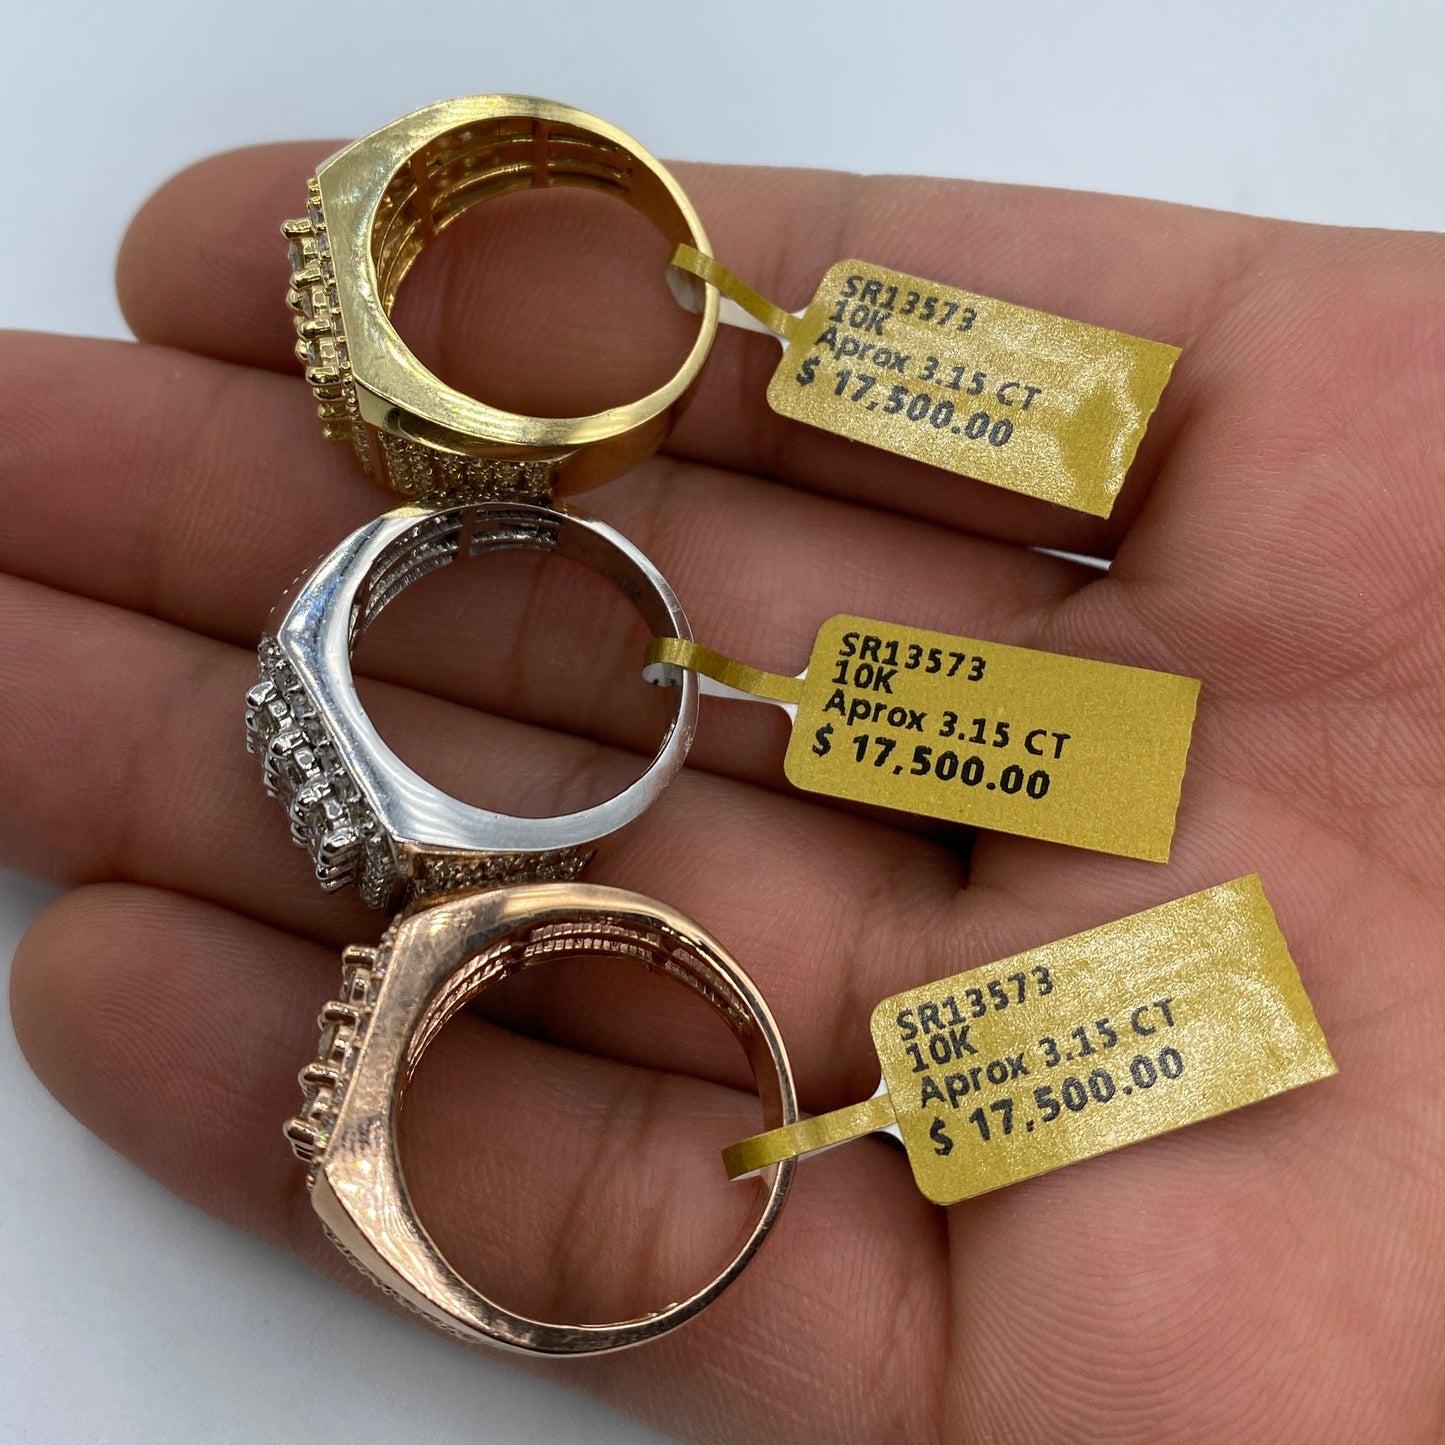 SR13573
10K
Aprox 3.15 CT
$ 17,500.00
SR13573
10K
Aprox 3.15 CT
$ 17,500.00
SR13573
10K
Aprox 3.15 CT
$ 17,500.00